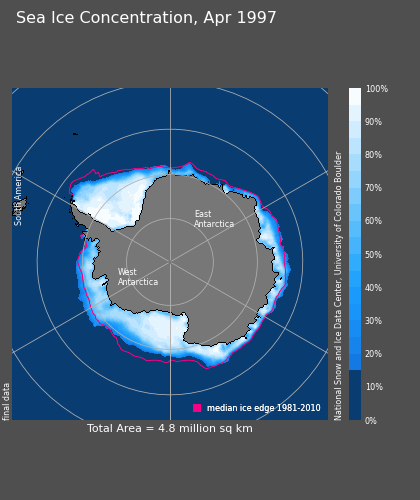 Sea Ice Concentration, Apr 1997
South America
East
Antarctica
West
Antarctica
final data
median ice edge 1981-2010
Total Area = 4.8 million sq km
National Snow and Ice Data Center, University of Colorado Boulder
100%
90%
80%
70%
60%
50%
40%
30%
20%
10%
0%